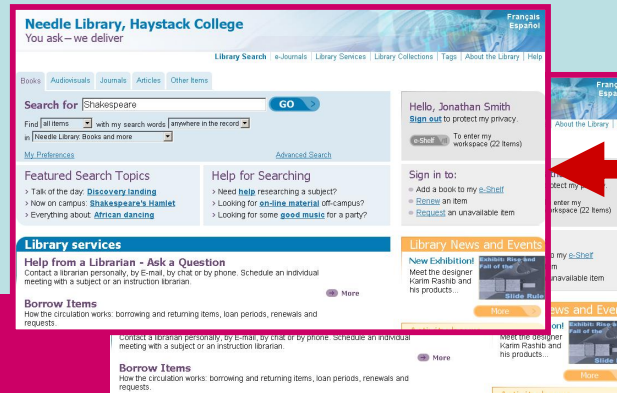 Needle Library, Haystack College
You ask – we deliver
Français
Español
Library Search | e-Journals | Library Services | Library Collections | Tags | About the Library | Help
Books Audiovisuals Journals Articles Other Items
Search for Shakespeare GO >
Find all items with my search words anywhere in the record
in Needle Library: Books and more
My Preferences Advanced Search
Hello, Jonathan Smith
Sign out to protect my privacy.
e-Shelf To enter my
workspace (22 Items)
Featured Search Topics
> Talk of the day: Discovery landing
> Now on campus: Shakespeare's Hamlet
> Everything about: African dancing
Help for Searching
> Need help researching a subject?
> Looking for on-line material off-campus?
> Looking for some good music for a party?
Sign in to:
Add a book to my e-Shelf
Renew an item
Request an unavailable item
Library services
Help from a Librarian - Ask a Question
Contact a librarian personally, by E-mail, by chat or by phone. Schedule an individual
meeting with a subject or an instruction librarian.
More
Borrow Items
How the circulation works: borrowing and returning items, loan periods, renewals and
requests.
Library News and Events
New Exhibition!
Meet the designer
Karim Rashib and
his products...
Exhibit: Rise and
Fall of the
Slide Rule
More
About the Library |
enter my
workspace (22 Items)
o my e-Shelf
unavailable item
Contact a librarian personally, by E-mail, by chat or by phone. Schedule an individual
meeting with a subject or an instruction librarian.
More
Borrow Items
How the circulation works: borrowing and returning items, loan periods, renewals and
requests.
Meet the designer
Karim Rashib and
his products...
Exhibit: Rise and
Fall of the
More